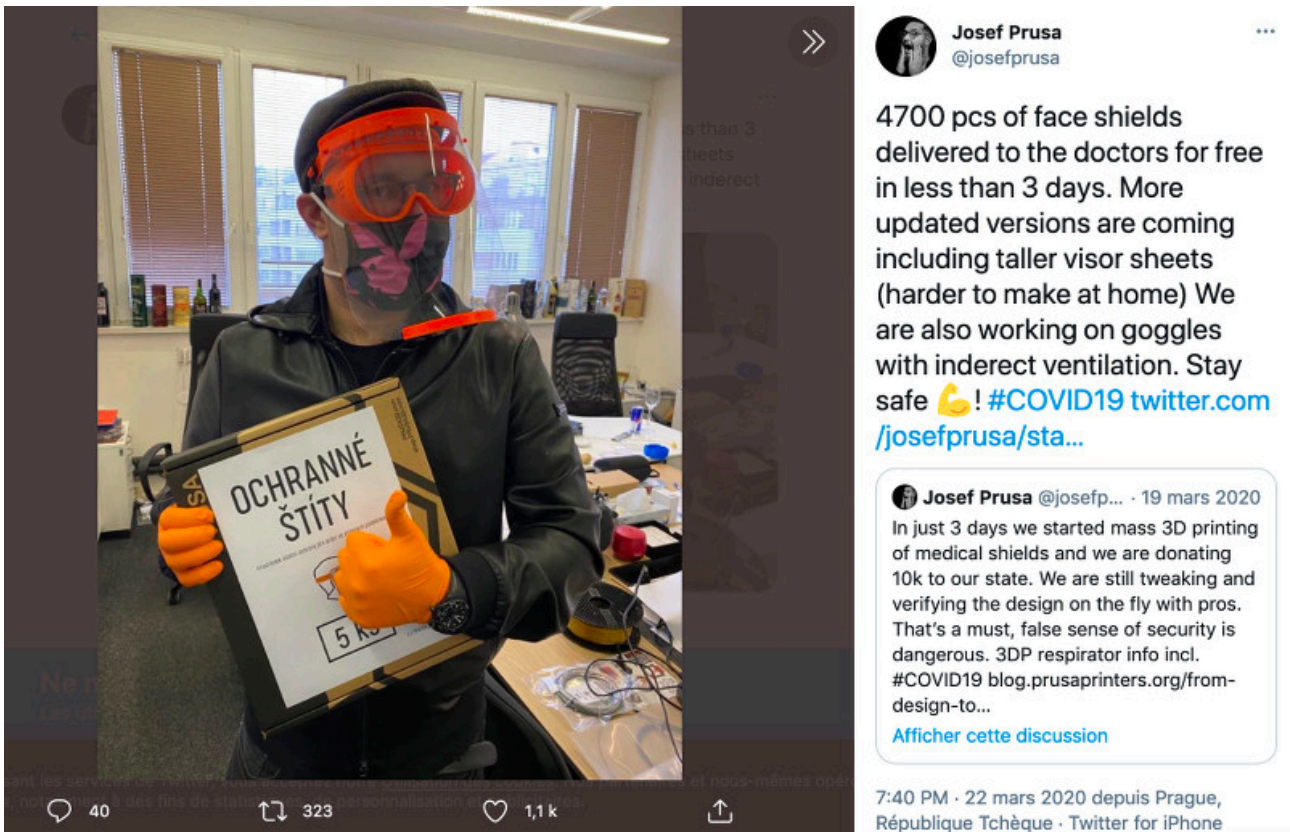 OCHRANNÉ
ŠTÍTY
5 KS
40
323
1,1 k
Josef Prusa
@josefprusa
4700 pcs of face shields
delivered to the doctors for free
in less than 3 days. More
updated versions are coming
including taller visor sheets
(harder to make at home) We
are also working on goggles
with inderect ventilation. Stay
safe 💪! #COVID19 twitter.com
/josefprusa/sta...
Josef Prusa @josefp... · 19 mars 2020
In just 3 days we started mass 3D printing
of medical shields and we are donating
10k to our state. We are still tweaking and
verifying the design on the fly with pros.
That's a must, false sense of security is
dangerous. 3DP respirator info incl.
#COVID19 blog.prusaprinters.org/from-
design-to...
Afficher cette discussion
7:40 PM · 22 mars 2020 depuis Prague,
République Tchèque · Twitter for iPhone